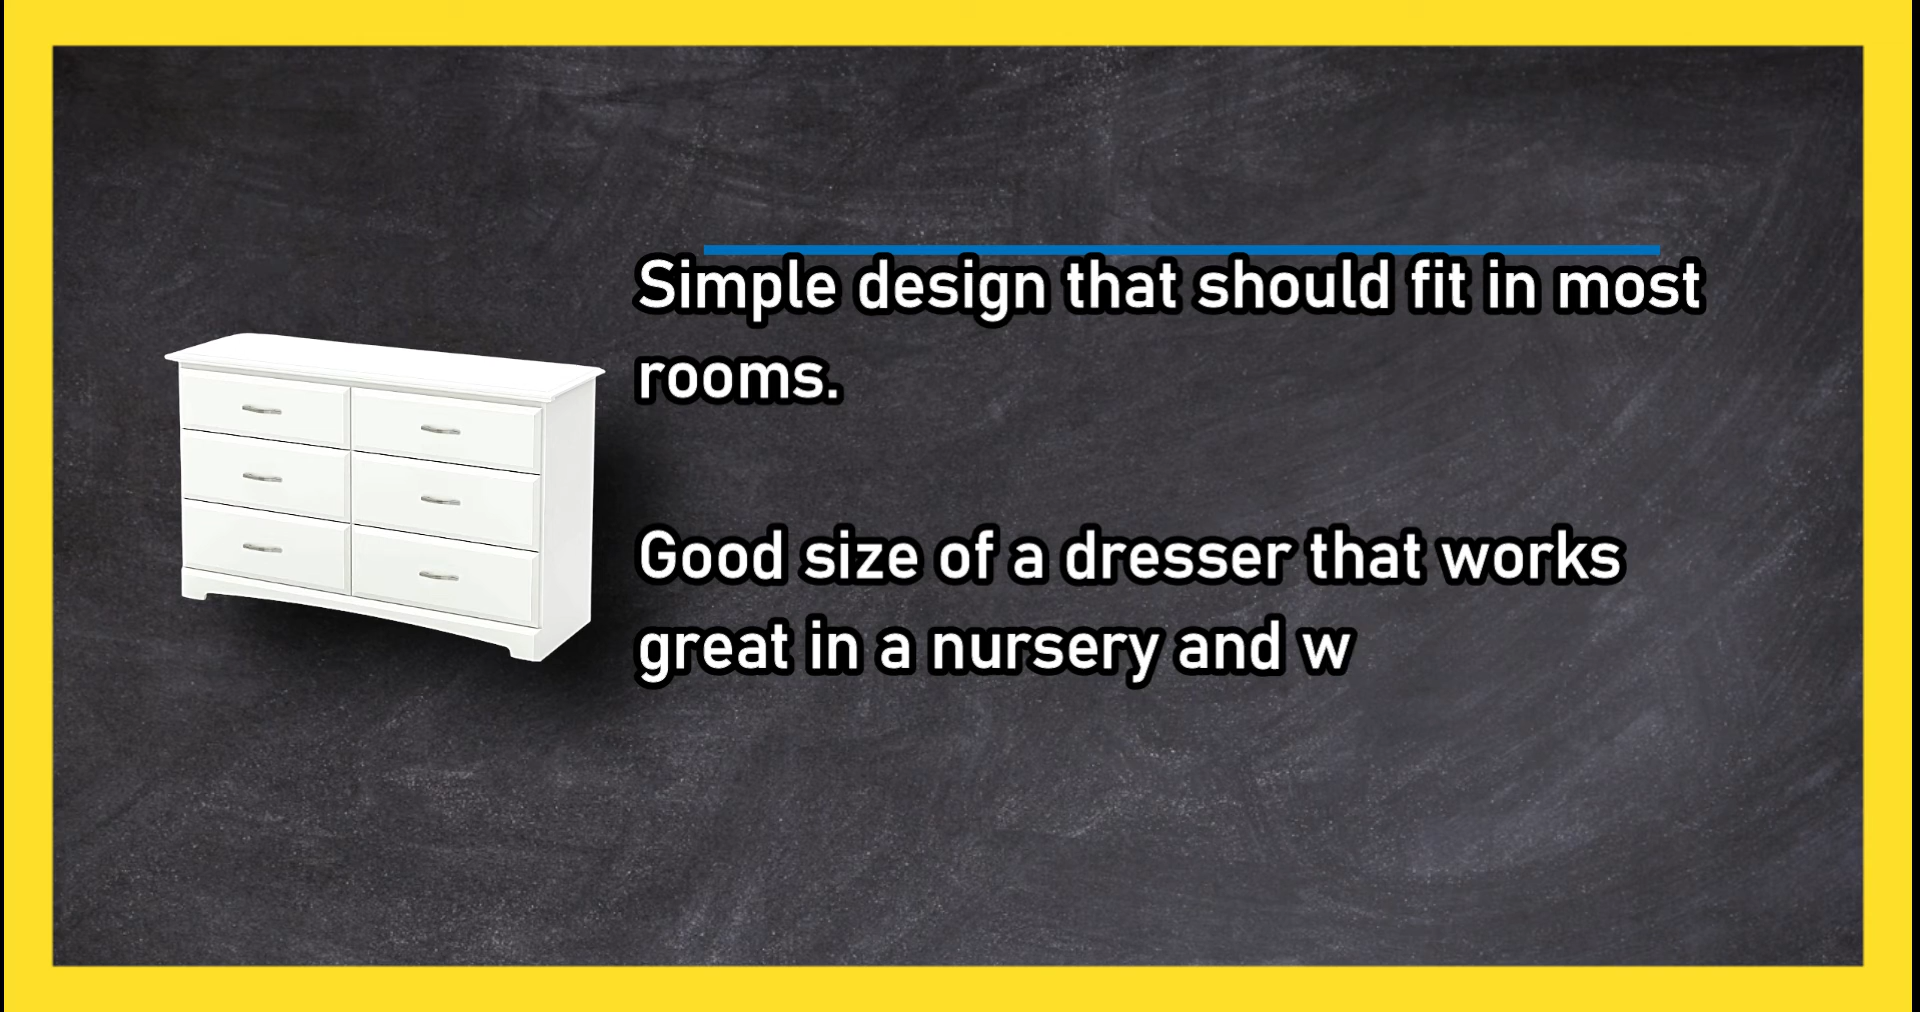 Simple design that should fit in most
rooms.
Good size of a dresser that works
great in a nursery and w